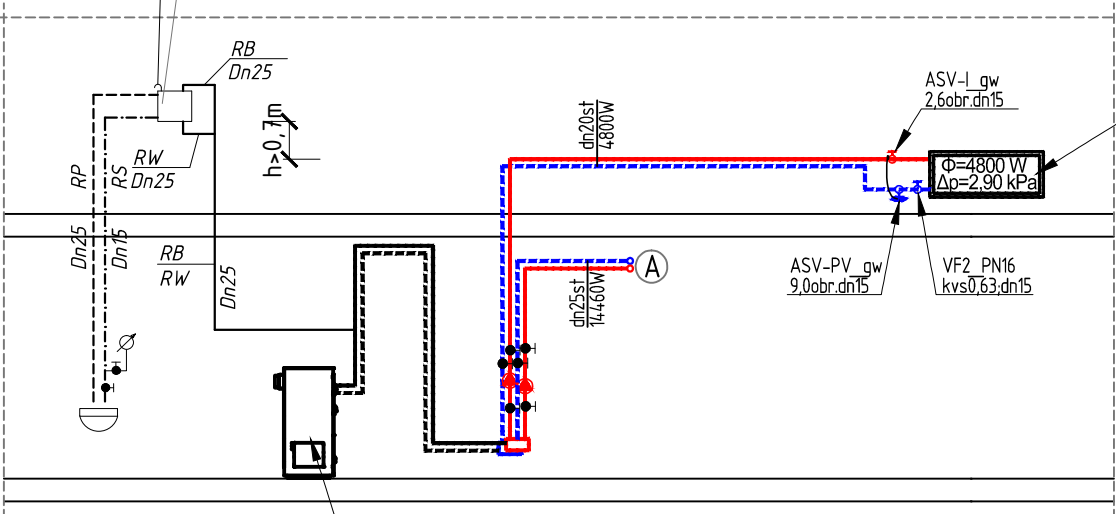 RB
Dn25
h>0,7m
RP
RS
RW
Dn25
Dn25
Dn15
RB
RW
Dn25
dn20st
4800W
ASV-I_gw
2,6obr.dn15
Φ=4800 W
Δp=2,90 kPa
A
dn25st
14460W
ASV-PV_gw
9,0obr.dn15
VF2_PN16
kvs0,63;dn15